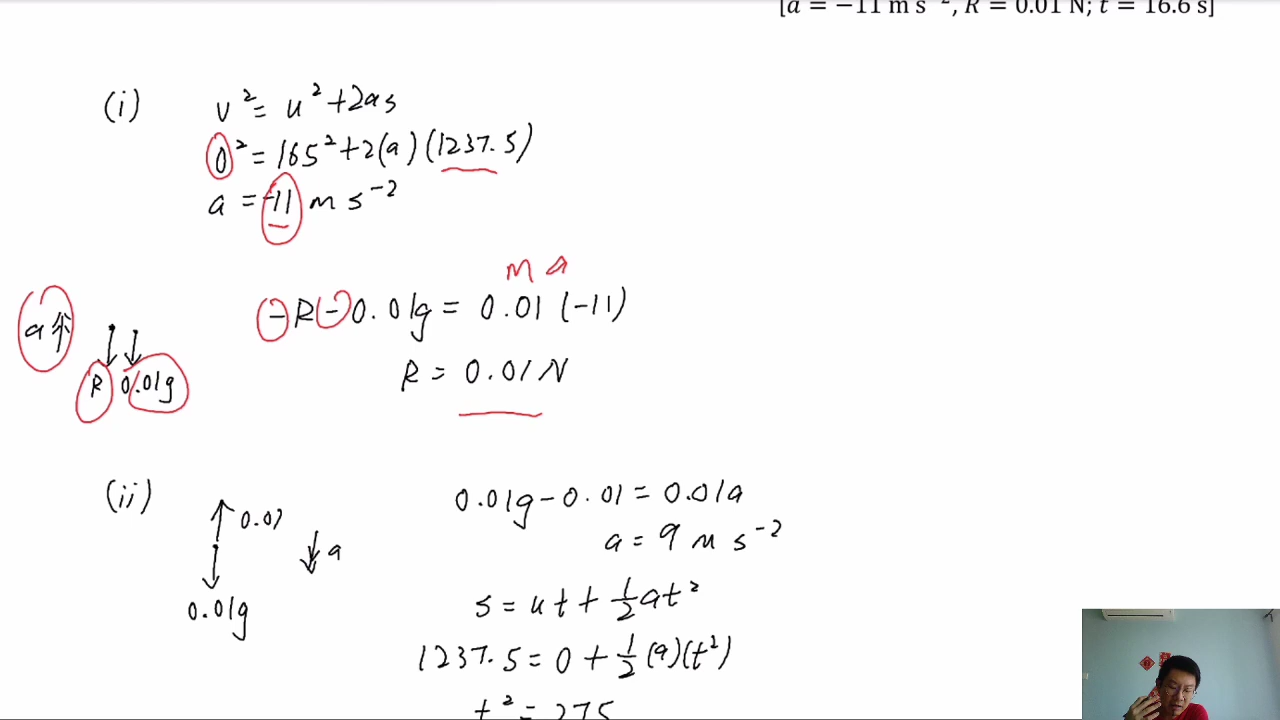 [a = −11 m s⁻², R = 0.01 N; t = 16.6 s]
(i) v² = u² + 2as
0² = 165² + 2(a)(1237.5)
a = -11 m s⁻²
m a
-R - 0.01g = 0.01(-11)
a ↑
R 0.01g
R = 0.01 N
(ii) 0.01g - 0.01 = 0.01a
0.01
a = 9 m s⁻²
a
0.01g
s = ut + ½at²
1237.5 = 0 + ½(9)(t²)
t² = 275